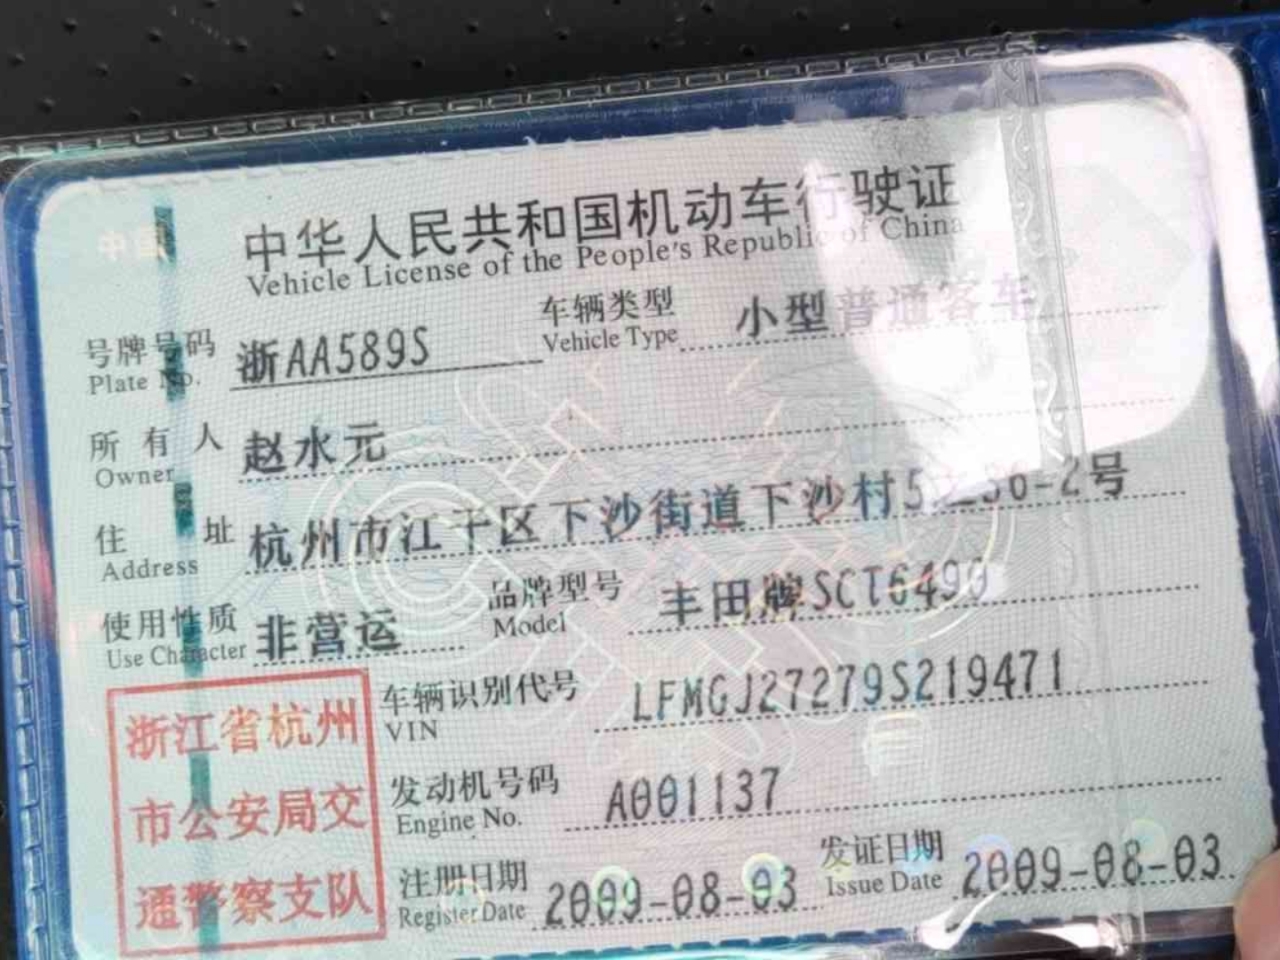 中国
中华人民共和国机动车行驶证
Vehicle License of the People's Republic of China
号牌号码 浙AA589S 车辆类型 小型普通客车
Plate No. Vehicle Type
所有人 赵水元
Owner
住址 杭州市江干区下沙街道下沙村5 36-2号
Address
使用性质 非营运 品牌型号 丰田牌SCT6490
Use Character Model
浙江省杭州
市公安局交
通警察支队
车辆识别代号 LFMGJ27279S219471
VIN
发动机号码 A001137
Engine No.
注册日期 2009-08-03 发证日期 2009-08-03
Register Date Issue Date